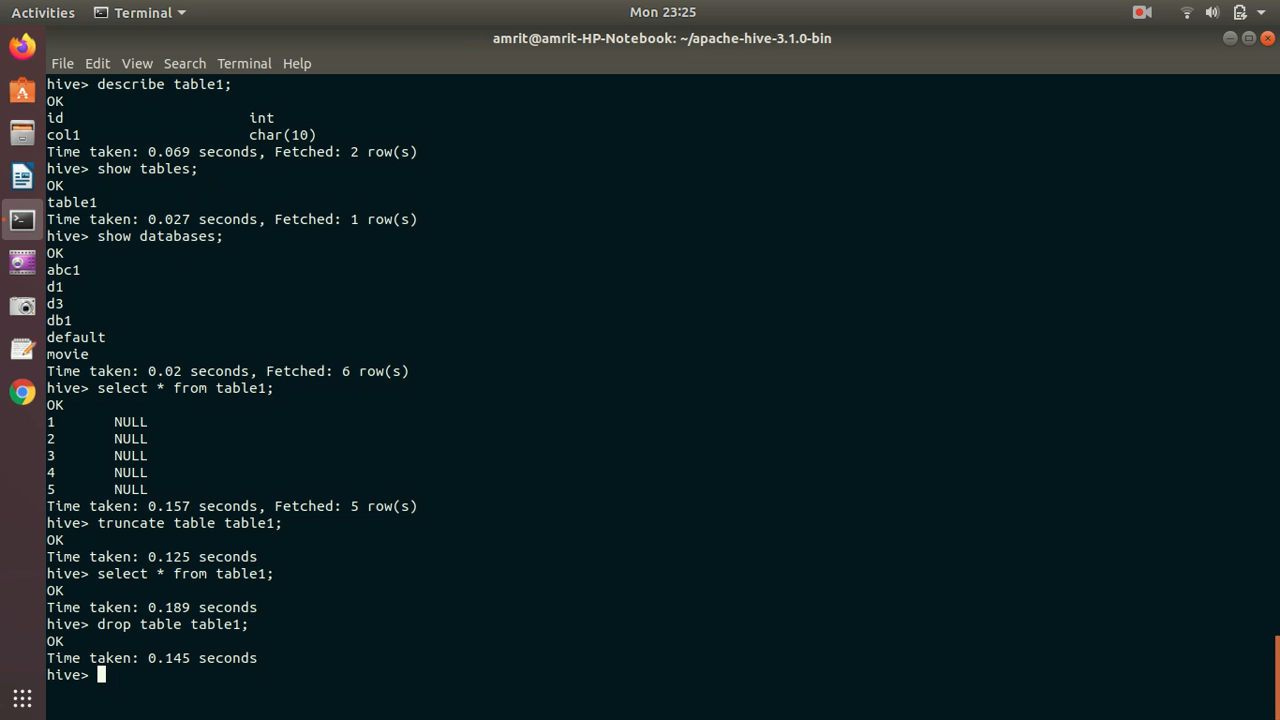 Activities
Terminal
Mon 23:25
amrit@amrit-HP-Notebook: ~/apache-hive-3.1.0-bin
File Edit View Search Terminal Help
hive> describe table1;
OK
id                      int
col1                    char(10)
Time taken: 0.069 seconds, Fetched: 2 row(s)
hive> show tables;
OK
table1
Time taken: 0.027 seconds, Fetched: 1 row(s)
hive> show databases;
OK
abc1
d1
d3
db1
default
movie
Time taken: 0.02 seconds, Fetched: 6 row(s)
hive> select * from table1;
OK
1       NULL
2       NULL
3       NULL
4       NULL
5       NULL
Time taken: 0.157 seconds, Fetched: 5 row(s)
hive> truncate table table1;
OK
Time taken: 0.125 seconds
hive> select * from table1;
OK
Time taken: 0.189 seconds
hive> drop table table1;
OK
Time taken: 0.145 seconds
hive>